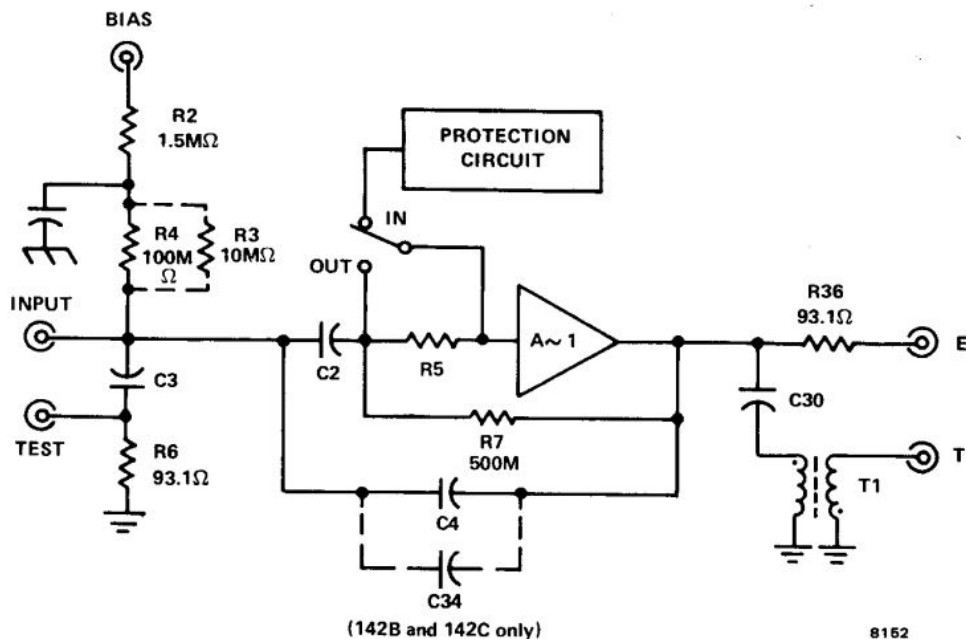 BIAS
R2
1.5MΩ
PROTECTION
CIRCUIT
IN
R4
100M
Ω
R3
10MΩ
OUT
INPUT
R36
93.1Ω
A~1
E
C2
R5
C3
C30
TEST
R7
500M
T
R6
93.1Ω
T1
C4
C34
(142B and 142C only)
8152